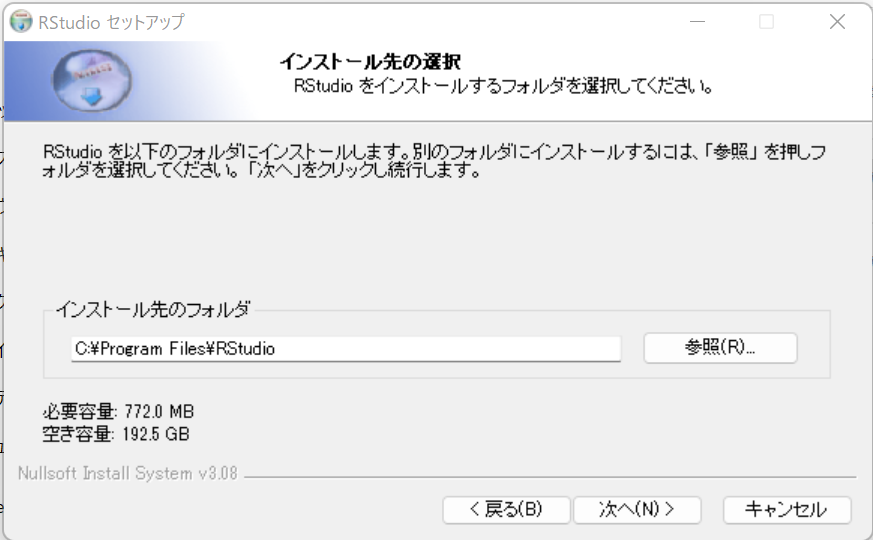 RStudio セットアップ
インストール先の選択
RStudio をインストールするフォルダを選択してください。
RStudio を以下のフォルダにインストールします。別のフォルダにインストールするには、「参照」 を押しフ
ォルダを選択してください。 「次へ」をクリックし続行します。
インストール先のフォルダ
C:¥Program Files¥RStudio
参照(R)...
必要容量: 772.0 MB
空き容量: 192.5 GB
Nullsoft Install System v3.08
< 戻る(B)
次へ(N) >
キャンセル